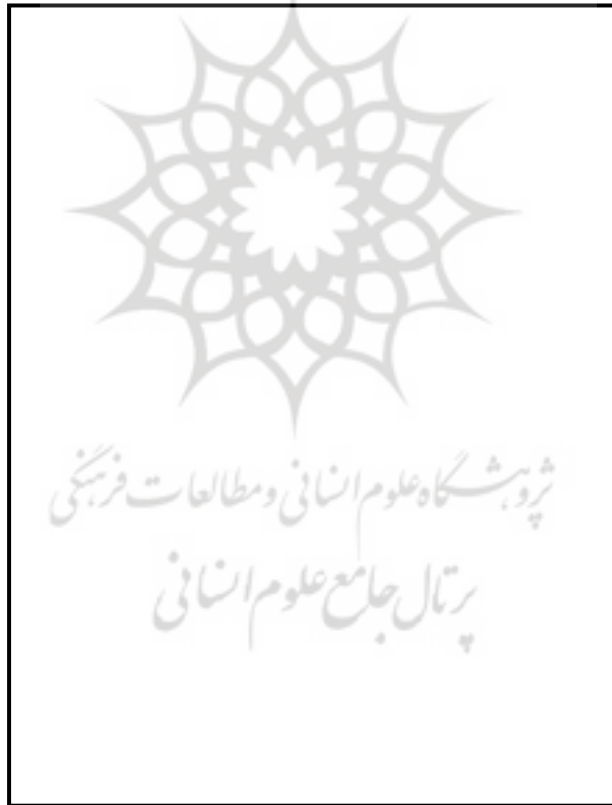 پژوهشگاه علوم انسانی و مطالعات فرهنگی
پرتال جامع علوم انسانی